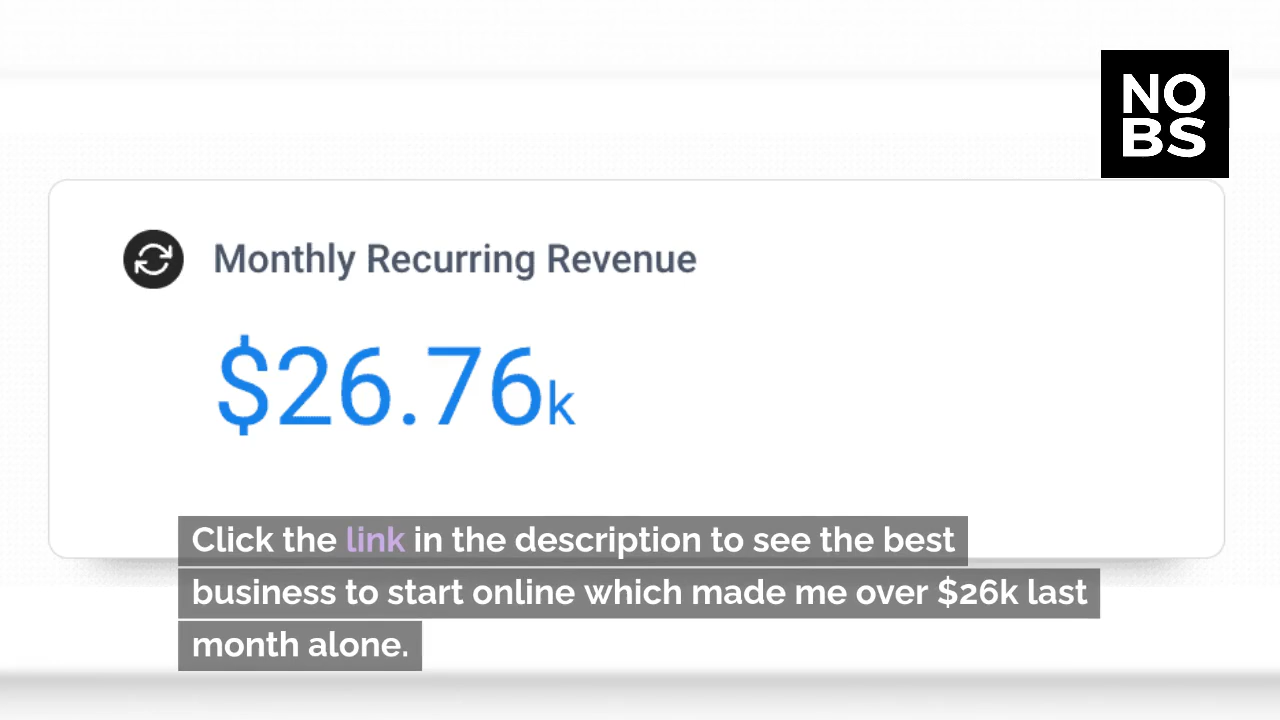 NO
BS
Monthly Recurring Revenue
$26.76k
Click the link in the description to see the best
business to start online which made me over $26k last
month alone.